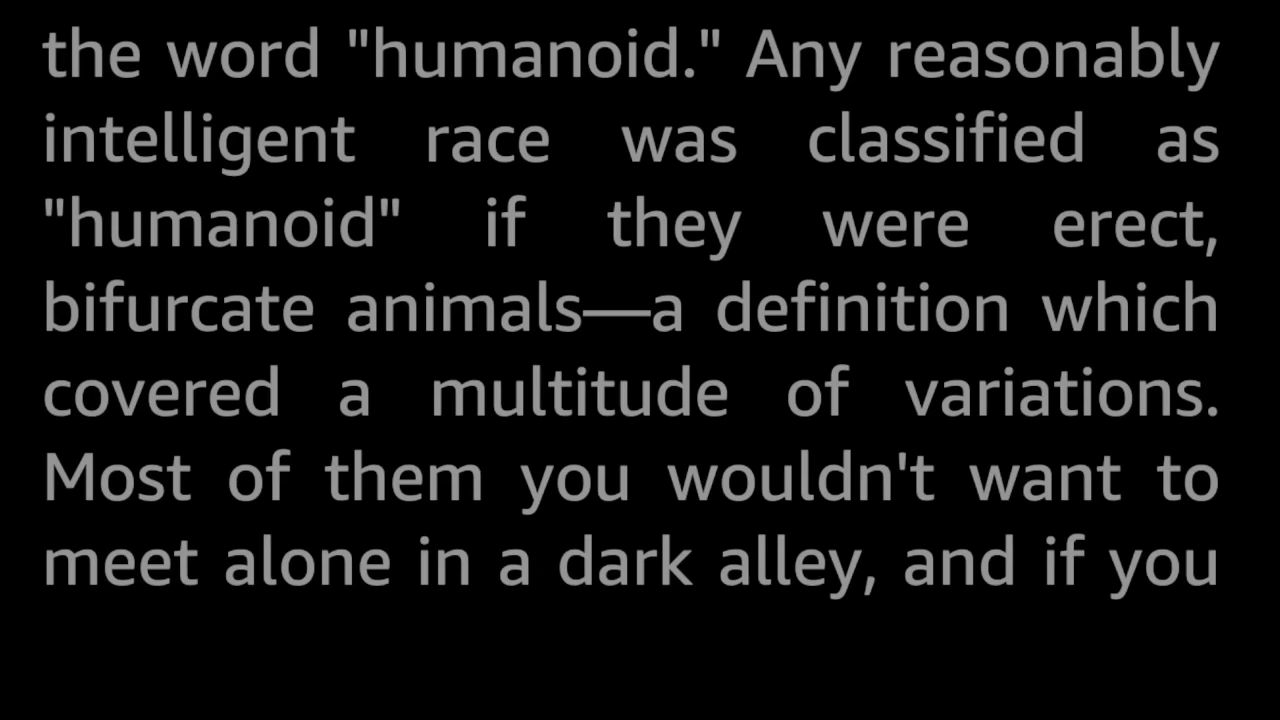 the word "humanoid." Any reasonably
intelligent race was classified as
"humanoid" if they were erect,
bifurcate animals—a definition which
covered a multitude of variations.
Most of them you wouldn't want to
meet alone in a dark alley, and if you